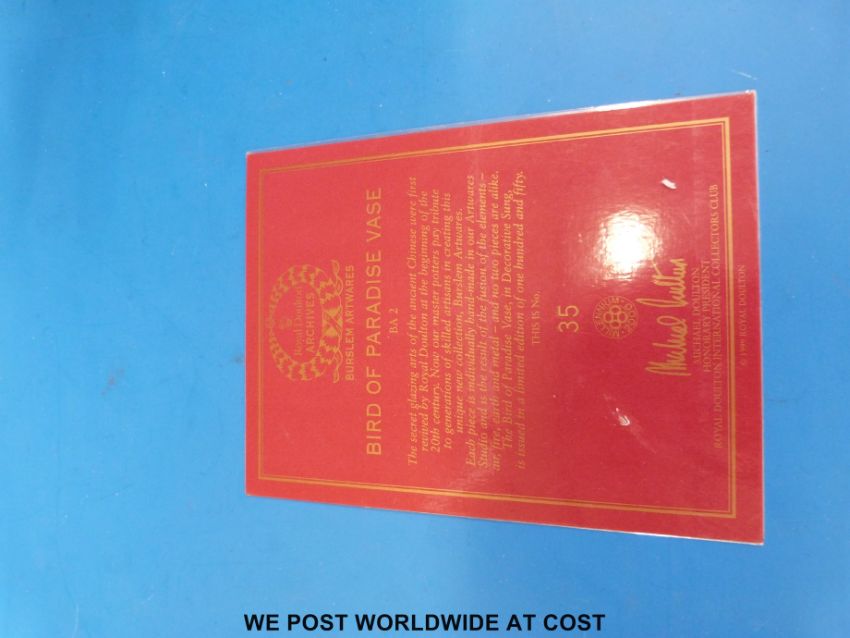 Royal Doulton
ARCHIVES
BURSLEM ARTWARES
BIRD OF PARADISE VASE
BA 2
The secret glazing arts of the ancient Chinese were first
revived by Royal Doulton at the beginning of the
20th century. Now, our master potters pay tribute
to generations of skilled artisans in creating this
unique new collection, Burslem Artwares.
Each piece is individually hand-made in our Artwares
Studio and is the result of the fusion of the elements –
air, fire, earth and metal – and no two pieces are alike.
The Bird of Paradise Vase, in Decorative Sung,
is issued in a limited edition of one hundred and fifty.
THIS IS No.
35
MILLENNIUM
2000
Michael Doulton
MICHAEL DOULTON
HONORARY PRESIDENT
ROYAL DOULTON INTERNATIONAL COLLECTORS CLUB
© 1999 ROYAL DOULTON
WE POST WORLDWIDE AT COST